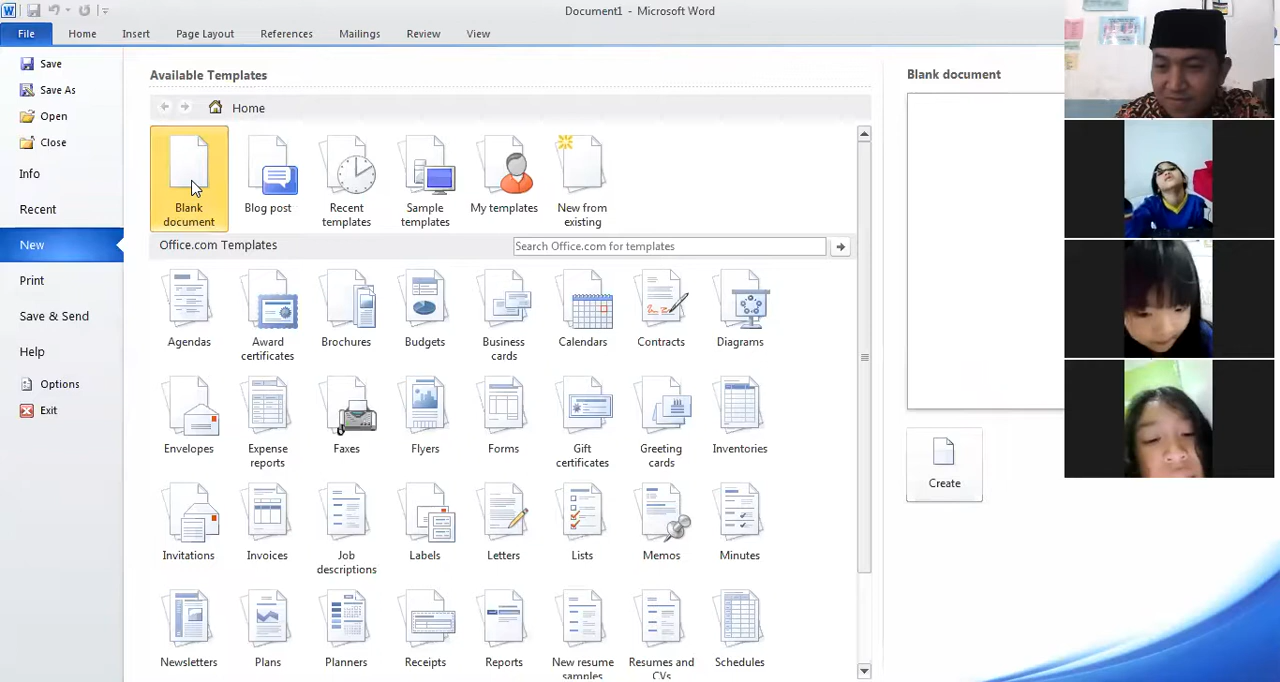 Document1 - Microsoft Word
File Home Insert Page Layout References Mailings Review View
Save
Save As
Open
Close
Info
Recent
New
Print
Save & Send
Help
Options
Exit
Available Templates
Home
Blank document
Blog post
Recent templates
Sample templates
My templates
New from existing
Office.com Templates
Search Office.com for templates
Agendas
Award certificates
Brochures
Budgets
Business cards
Calendars
Contracts
Diagrams
Envelopes
Expense reports
Faxes
Flyers
Forms
Gift certificates
Greeting cards
Inventories
Invitations
Invoices
Job descriptions
Labels
Letters
Lists
Memos
Minutes
Newsletters
Plans
Planners
Receipts
Reports
New resume samples
Resumes and CVs
Schedules
Blank document
Create